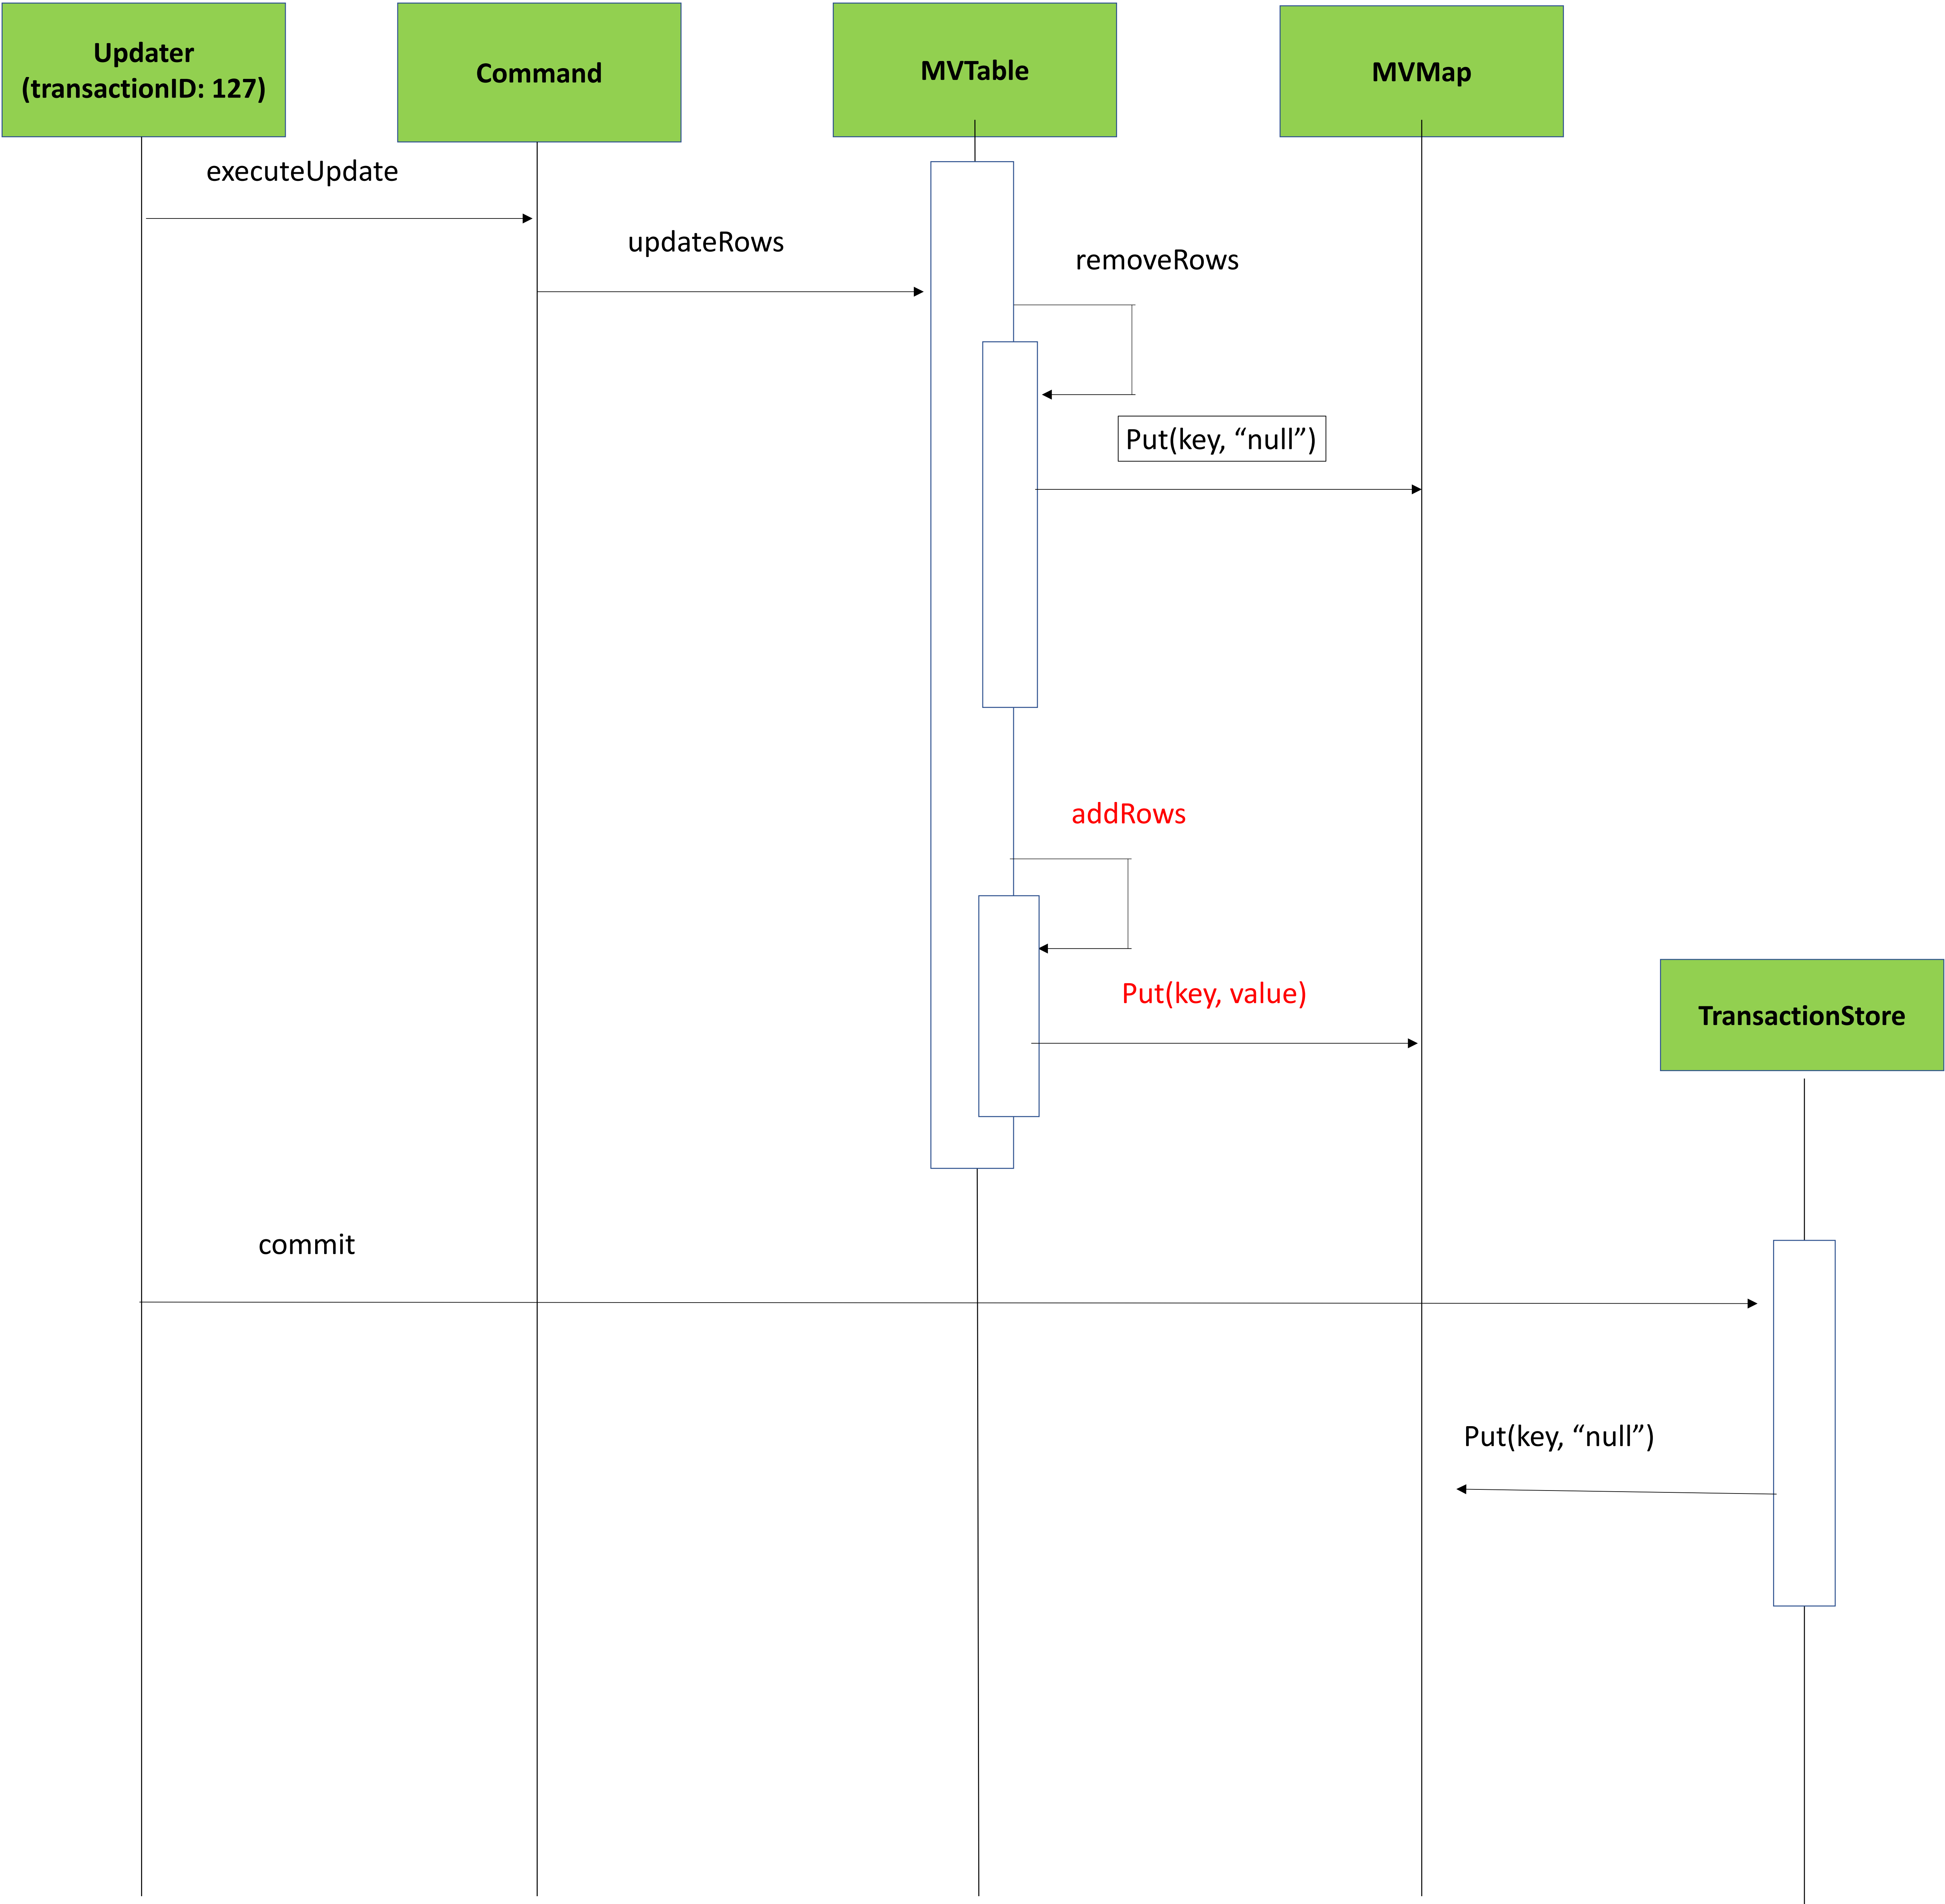 Updater
(transactionID: 127)
Command
MVTable
MVMap
executeUpdate
updateRows
removeRows
Put(key, “null”)
addRows
Put(key, value)
TransactionStore
commit
Put(key, “null”)